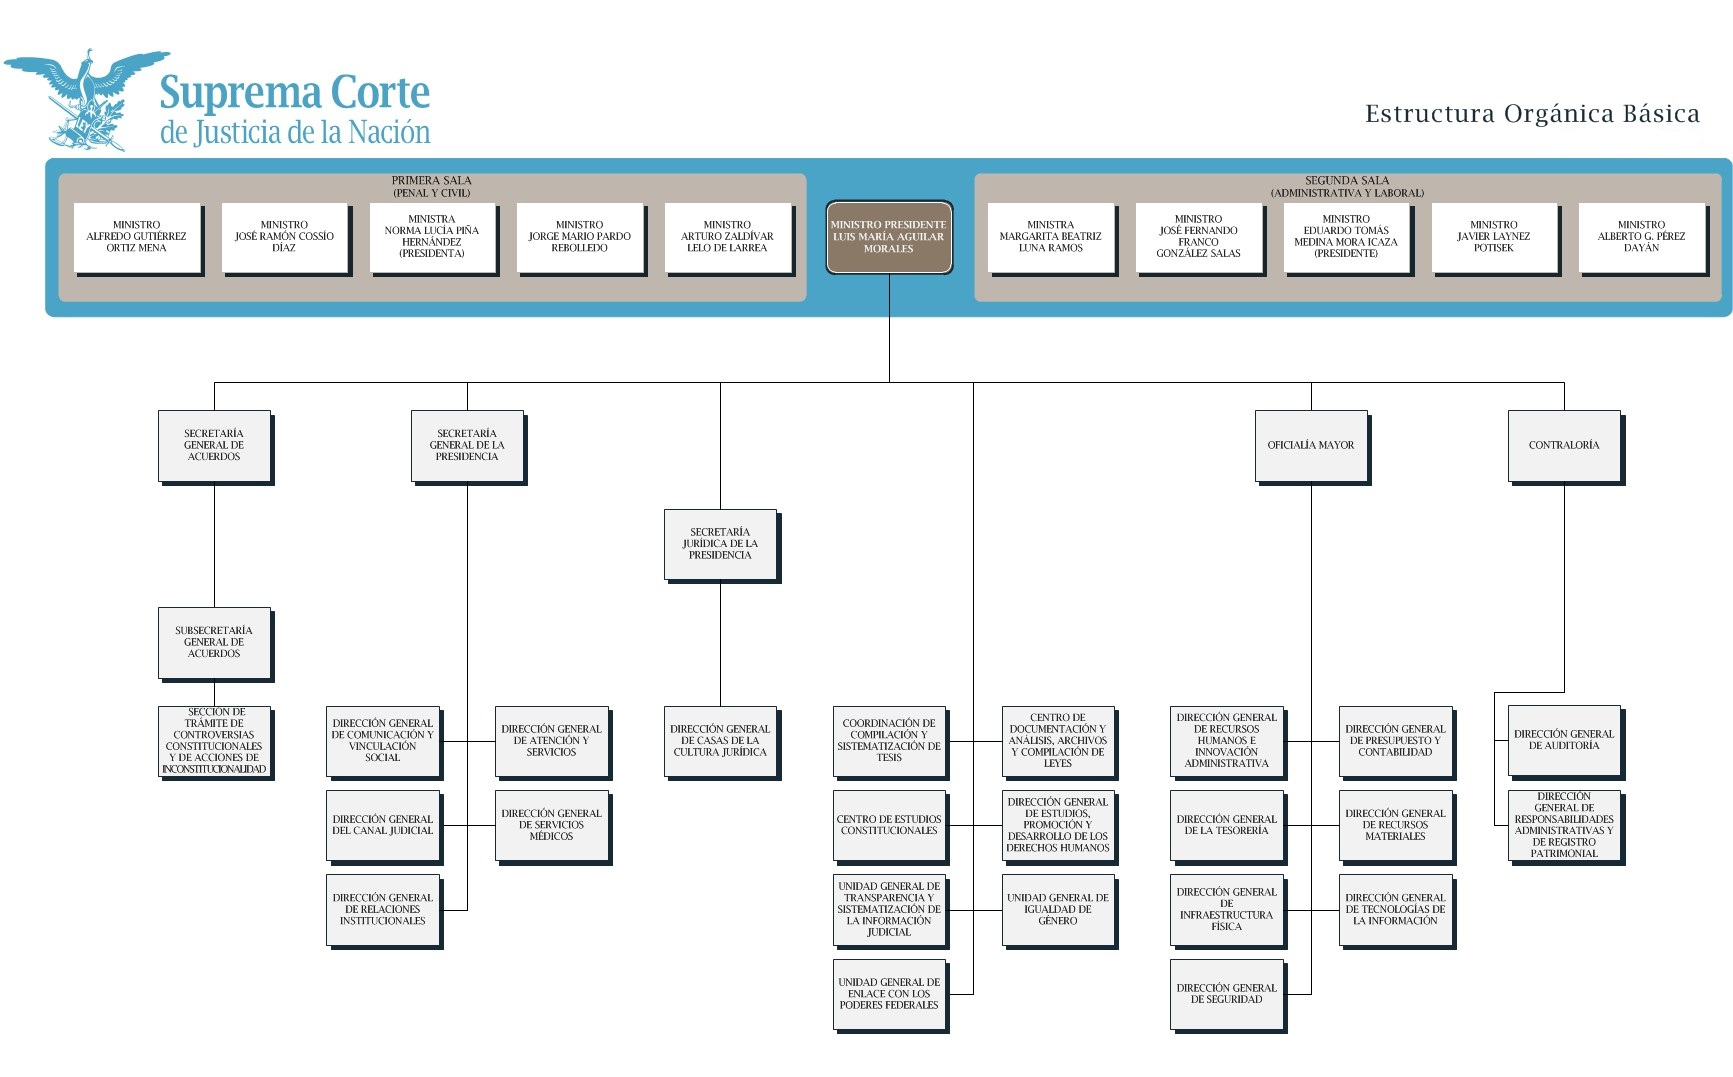 Suprema Corte
de Justicia de la Nación
Estructura Orgánica Básica
PRIMERA SALA
(PENAL Y CIVIL)
MINISTRO
ALFREDO GUTIÉRREZ
ORTIZ MENA
MINISTRO
JOSÉ RAMÓN COSSÍO
DÍAZ
MINISTRA
NORMA LUCÍA PIÑA
HERNÁNDEZ
(PRESIDENTA)
MINISTRO
JORGE MARIO PARDO
REBOLLEDO
MINISTRO
ARTURO ZALDÍVAR
LELO DE LARREA
MINISTRO PRESIDENTE
LUIS MARÍA AGUILAR
MORALES
SEGUNDA SALA
(ADMINISTRATIVA Y LABORAL)
MINISTRA
MARGARITA BEATRIZ
LUNA RAMOS
MINISTRO
JOSÉ FERNANDO
FRANCO
GONZÁLEZ SALAS
MINISTRO
EDUARDO TOMÁS
MEDINA MORA ICAZA
(PRESIDENTE)
MINISTRO
JAVIER LAYNEZ
POTISEK
MINISTRO
ALBERTO G. PÉREZ
DAYÁN
SECRETARÍA
GENERAL DE
ACUERDOS
SECRETARÍA
GENERAL DE LA
PRESIDENCIA
OFICIALÍA MAYOR
CONTRALORÍA
SECRETARÍA
JURÍDICA DE LA
PRESIDENCIA
SUBSECRETARÍA
GENERAL DE
ACUERDOS
SECCIÓN DE
TRÁMITE DE
CONTROVERSIAS
CONSTITUCIONALES
Y DE ACCIONES DE
INCONSTITUCIONALIDAD
DIRECCIÓN GENERAL
DE COMUNICACIÓN Y
VINCULACIÓN
SOCIAL
DIRECCIÓN GENERAL
DE ATENCIÓN Y
SERVICIOS
DIRECCIÓN GENERAL
DE CASAS DE LA
CULTURA JURÍDICA
COORDINACIÓN DE
COMPILACIÓN Y
SISTEMATIZACIÓN DE
TESIS
CENTRO DE
DOCUMENTACIÓN Y
ANÁLISIS, ARCHIVOS
Y COMPILACIÓN DE
LEYES
DIRECCIÓN GENERAL
DE RECURSOS
HUMANOS E
INNOVACIÓN
ADMINISTRATIVA
DIRECCIÓN GENERAL
DE PRESUPUESTO Y
CONTABILIDAD
DIRECCIÓN GENERAL
DE AUDITORÍA
DIRECCIÓN GENERAL
DEL CANAL JUDICIAL
DIRECCIÓN GENERAL
DE SERVICIOS
MÉDICOS
CENTRO DE ESTUDIOS
CONSTITUCIONALES
DIRECCIÓN GENERAL
DE ESTUDIOS,
PROMOCIÓN Y
DESARROLLO DE LOS
DERECHOS HUMANOS
DIRECCIÓN GENERAL
DE LA TESORERÍA
DIRECCIÓN GENERAL
DE RECURSOS
MATERIALES
DIRECCIÓN
GENERAL DE
RESPONSABILIDADES
ADMINISTRATIVAS Y
DE REGISTRO
PATRIMONIAL
DIRECCIÓN GENERAL
DE RELACIONES
INSTITUCIONALES
UNIDAD GENERAL DE
TRANSPARENCIA Y
SISTEMATIZACIÓN DE
LA INFORMACIÓN
JUDICIAL
UNIDAD GENERAL DE
IGUALDAD DE
GÉNERO
DIRECCIÓN GENERAL
DE
INFRAESTRUCTURA
FÍSICA
DIRECCIÓN GENERAL
DE TECNOLOGÍAS DE
LA INFORMACIÓN
UNIDAD GENERAL DE
ENLACE CON LOS
PODERES FEDERALES
DIRECCIÓN GENERAL
DE SEGURIDAD